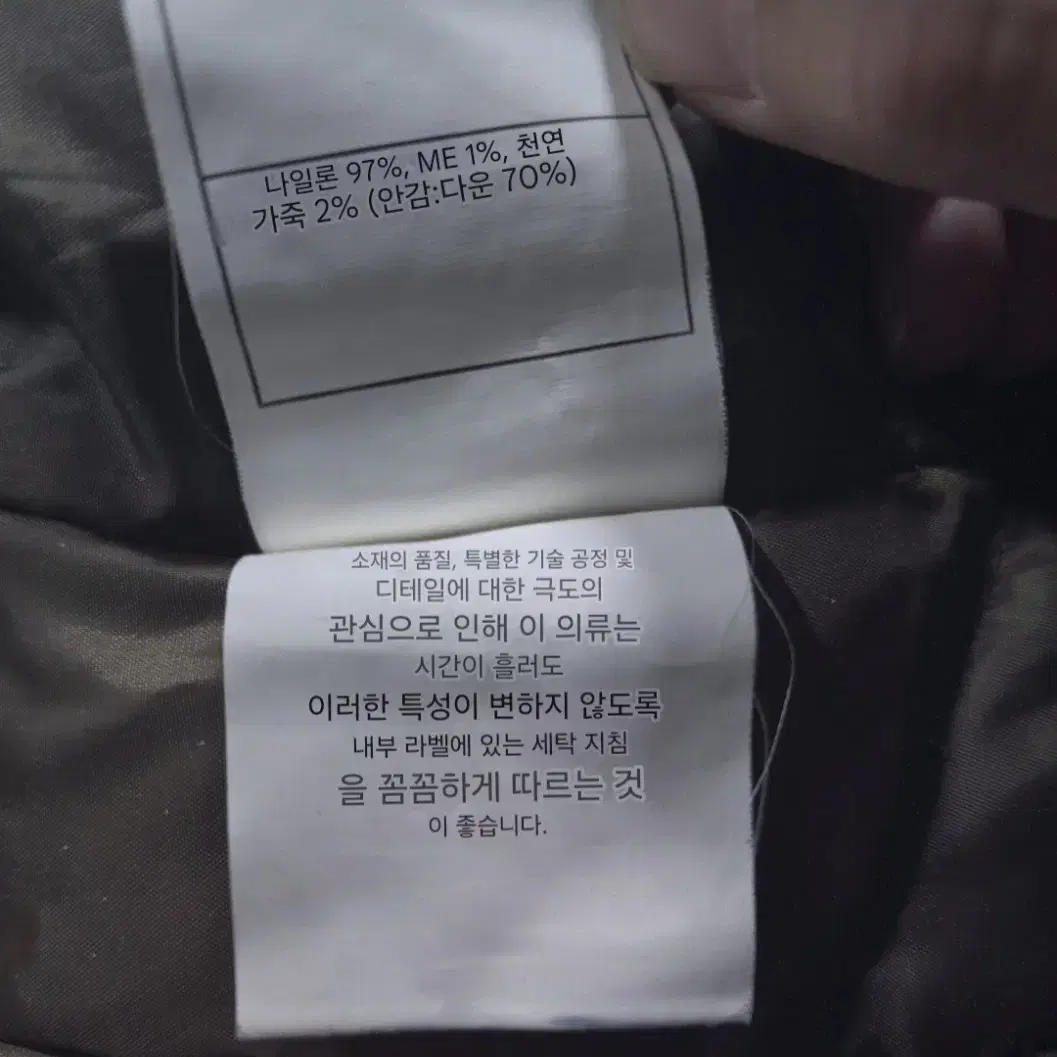 나일론 97%, ME 1%, 천연
가죽 2% (안감:다운 70%)
소재의 품질, 특별한 기술 공정 및
디테일에 대한 극도의
관심으로 인해 이 의류는
시간이 흘러도
이러한 특성이 변하지 않도록
내부 라벨에 있는 세탁 지침
을 꼼꼼하게 따르는 것
이 좋습니다.